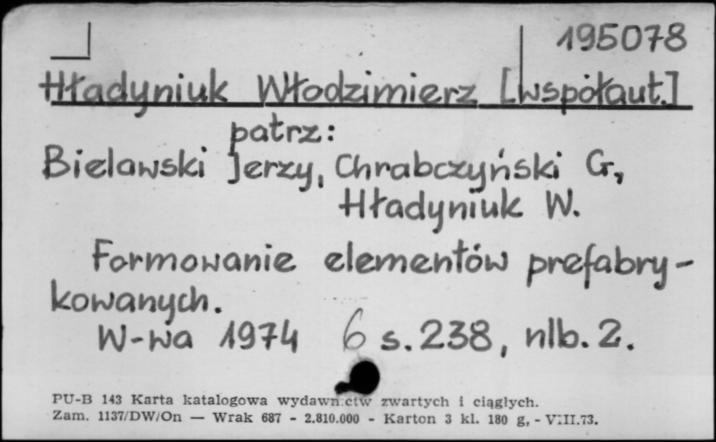 195078
Hładyniuk Włodzimierz [współaut.]
patrz:
Bielawski Jerzy, Chrabczyński G.,
Hładyniuk W.
Formowanie elementów prefabry-
kowanych.
W-wa 1974 6 s. 238, nlb. 2.
PU-B 143 Karta katalogowa wydawnictw zwartych i ciągłych.
Zam. 1137/DW/On — Wrak 687 - 2.810.000 - Karton 3 kl. 180 g, - VIII.73.